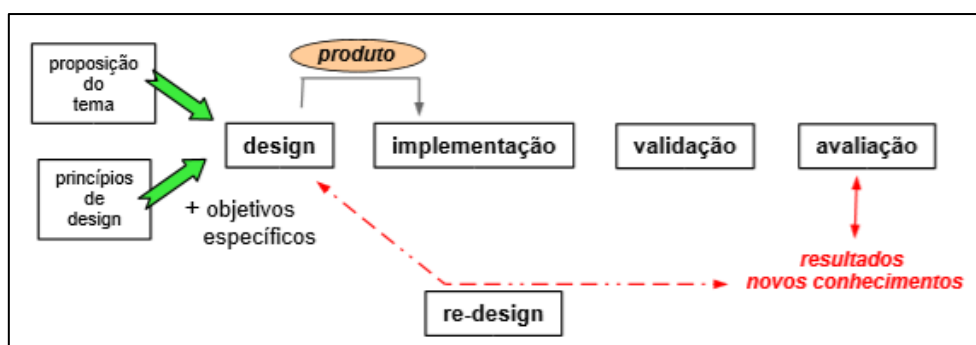 proposição
do
tema
produto
design
implementação
validação
avaliação
princípios
de
design
+ objetivos
específicos
resultados
novos conhecimentos
re-design